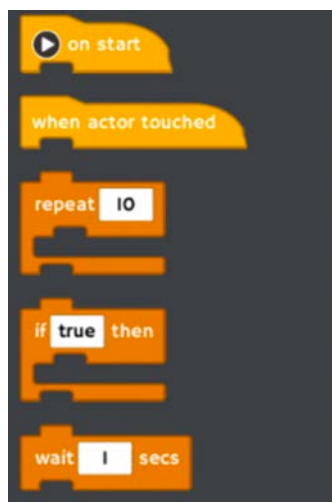 on start
when actor touched
repeat 10
if true then
wait 1 secs